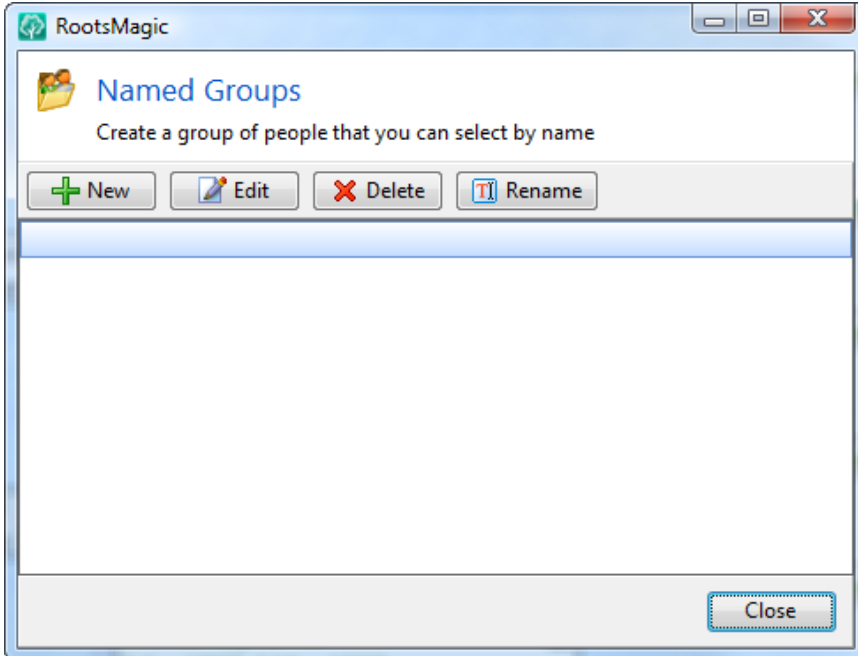 RootsMagic
Named Groups
Create a group of people that you can select by name
New Edit Delete Rename
Close